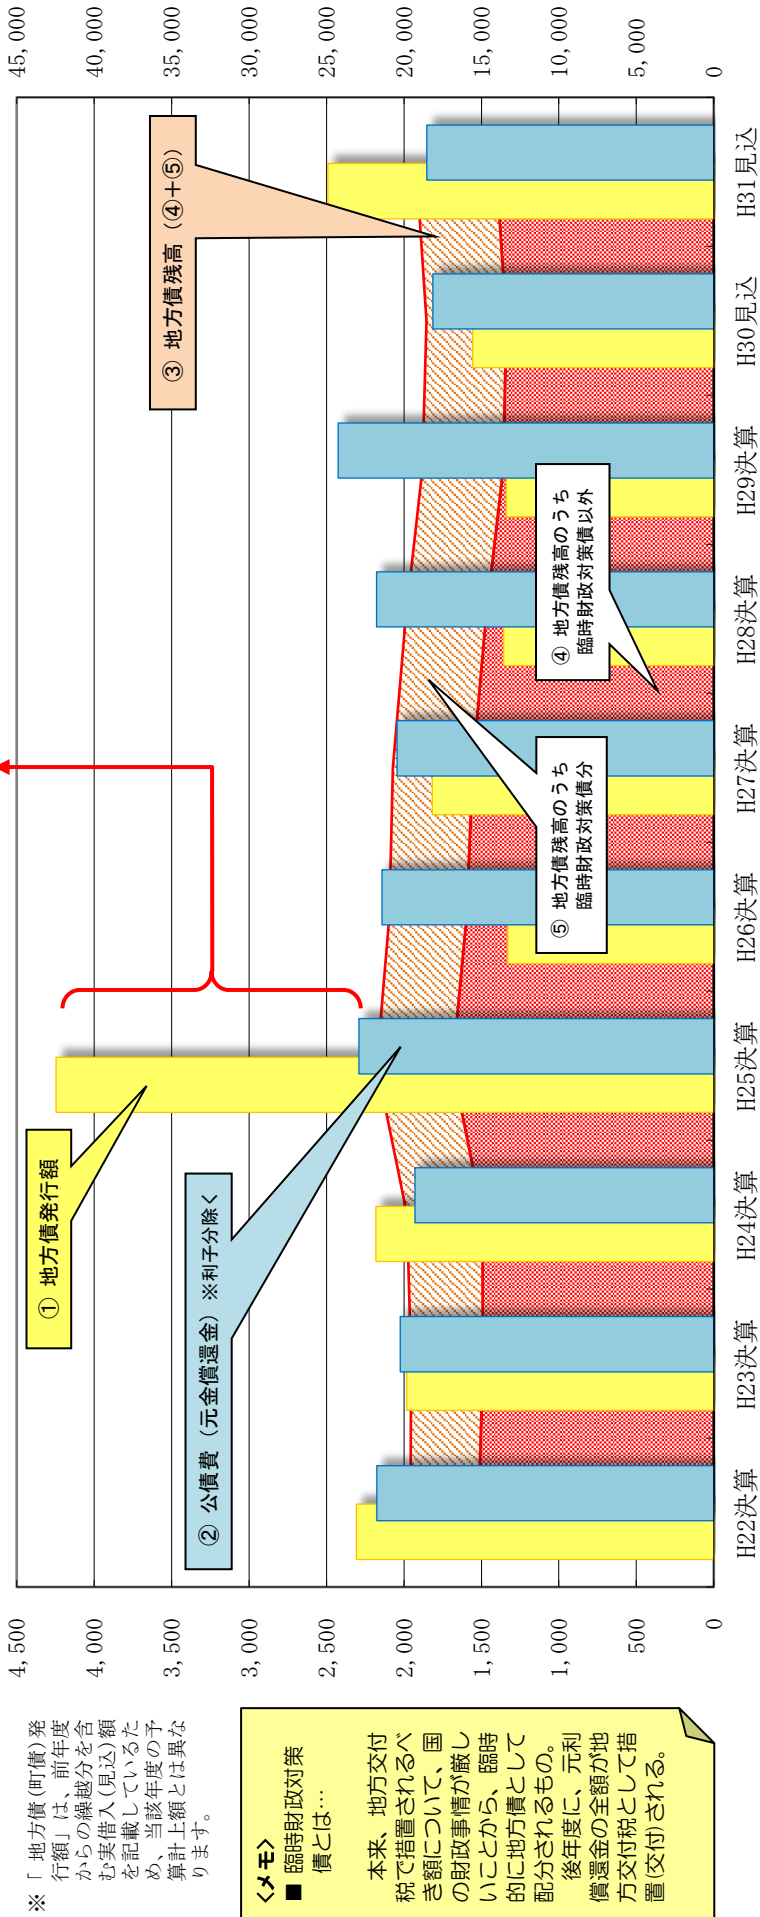 ※「地方債(町債)発
行額」は、前年度
からの繰越分を含
む実借入(見込)額
を記載しているた
め、当該年度の予
算計上額とは異な
ります。
<メモ>
■ 臨時財政対策
債とは…
本来、地方交付
税で措置されるべ
き額について、国
の財政事情が厳し
いことから、臨時
的に地方債として
配分されるもの。
後年度に、元利
償還金の全額が地
方交付税として措
置(交付)される。
4,500
4,000
3,500
3,000
2,500
2,000
1,500
1,000
500
0
① 地方債発行額
② 公債費（元金償還金）※利子分除く
③ 地方債残高（④＋⑤）
④ 地方債残高のうち
臨時財政対策債以外
⑤ 地方債残高のうち
臨時財政対策債分
45,000
40,000
35,000
30,000
25,000
20,000
15,000
10,000
5,000
0
H22決算
H23決算
H24決算
H25決算
H26決算
H27決算
H28決算
H29決算
H30見込
H31見込